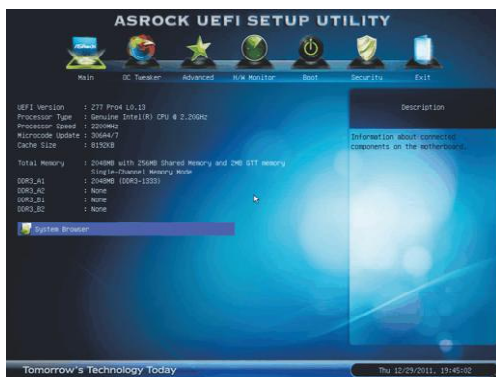 ASROCK UEFI SETUP UTILITY
Main OC Tweaker Advanced H/W Monitor Boot Security Exit
UEFI Version : Z77 Pro4 L0.13
Processor Type : Genuine Intel(R) CPU @ 2.20GHz
Processor Speed : 2200MHz
Microcode Update : 306A4/7
Cache Size : 8192KB
Total Memory : 2048MB with 256MB Shared Memory and 2MB GTT memory
Single-Channel Memory Mode
DDR3_A1 : 2048MB (DDR3-1333)
DDR3_A2 : None
DDR3_B1 : None
DDR3_B2 : None
System Browser
Description
Information about connected
components on the motherboard.
Tomorrow's Technology Today
Thu 12/29/2011, 19:45:02